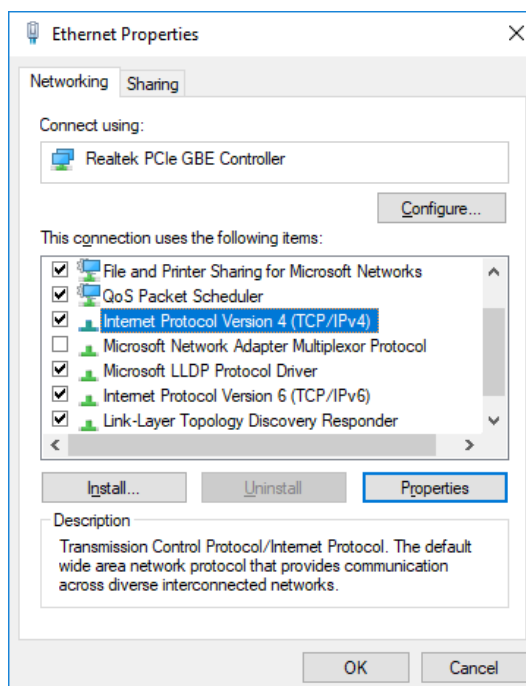 Ethernet Properties
Networking
Sharing
Connect using:
Realtek PCIe GBE Controller
Configure...
This connection uses the following items:
File and Printer Sharing for Microsoft Networks
QoS Packet Scheduler
Internet Protocol Version 4 (TCP/IPv4)
Microsoft Network Adapter Multiplexor Protocol
Microsoft LLDP Protocol Driver
Internet Protocol Version 6 (TCP/IPv6)
Link-Layer Topology Discovery Responder
Install...
Uninstall
Properties
Description
Transmission Control Protocol/Internet Protocol. The default
wide area network protocol that provides communication
across diverse interconnected networks.
OK
Cancel